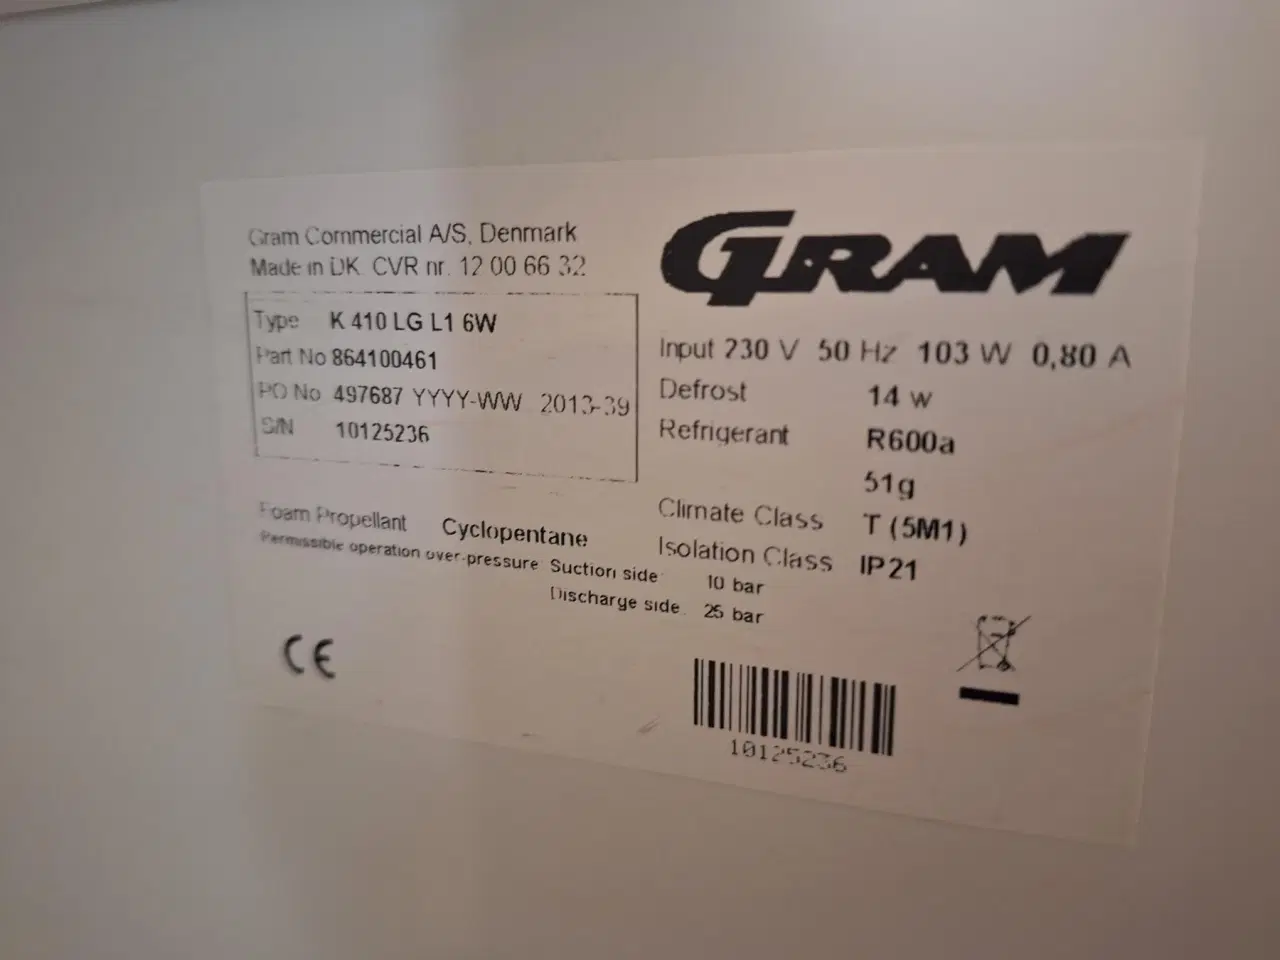 Gram Commercial A/S, Denmark
Made in DK. CVR nr. 12 00 66 32
Type K 410 LG L1 6W
Part No 864100461
PO No 497687 YYYY-WW 2013-39
S/N 10125236
GRAM
Input 230 V 50 Hz 103 W 0,80 A
Defrost 14 w
Refrigerant R600a
51g
Climate Class T (5M1)
Isolation Class IP21
Foam Propellant Cyclopentane
Permissible operation over-pressure Suction side: 10 bar
Discharge side: 25 bar
CE
10125236